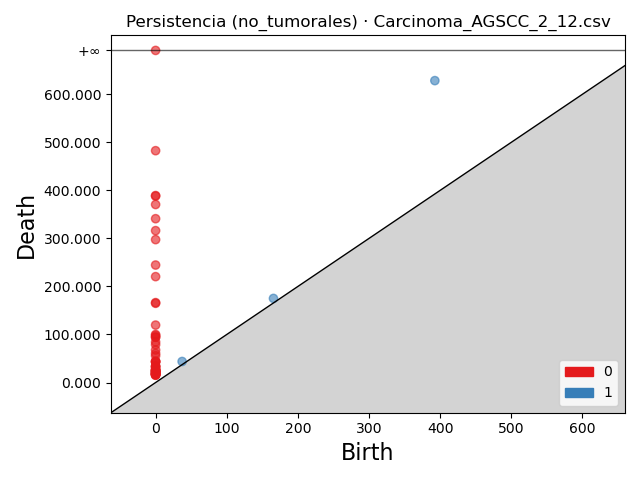 Persistencia (no_tumorales) · Carcinoma_AGSCC_2_12.csv
+∞
600.000
500.000
400.000
300.000
200.000
100.000
0.000
Death
0
1
0 100 200 300 400 500 600
Birth